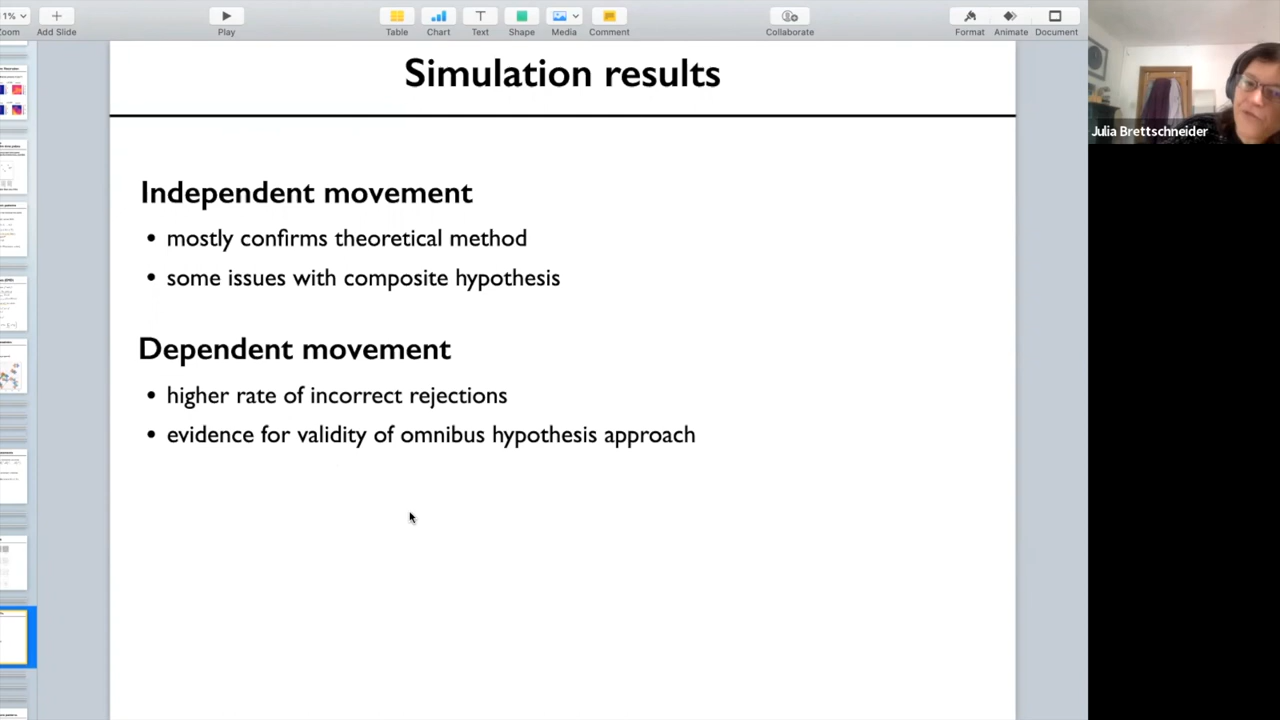 1%
Zoom
Add Slide
Play
Table
Chart
Text
Shape
Media
Comment
Collaborate
Format
Animate
Document
Simulation results
Julia Brettschneider
Independent movement
• mostly confirms theoretical method
• some issues with composite hypothesis
Dependent movement
• higher rate of incorrect rejections
• evidence for validity of omnibus hypothesis approach